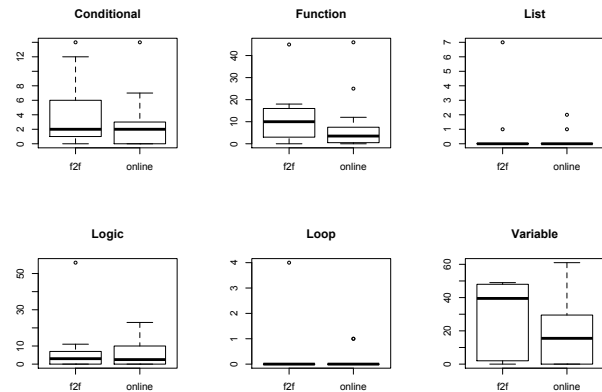 Conditional
12
8
6
4
2
0
f2f
online
Function
40
30
20
10
0
f2f
online
List
7
6
5
4
3
2
1
0
f2f
online
Logic
50
30
10
0
f2f
online
Loop
4
3
2
1
0
f2f
online
Variable
60
40
20
0
f2f
online